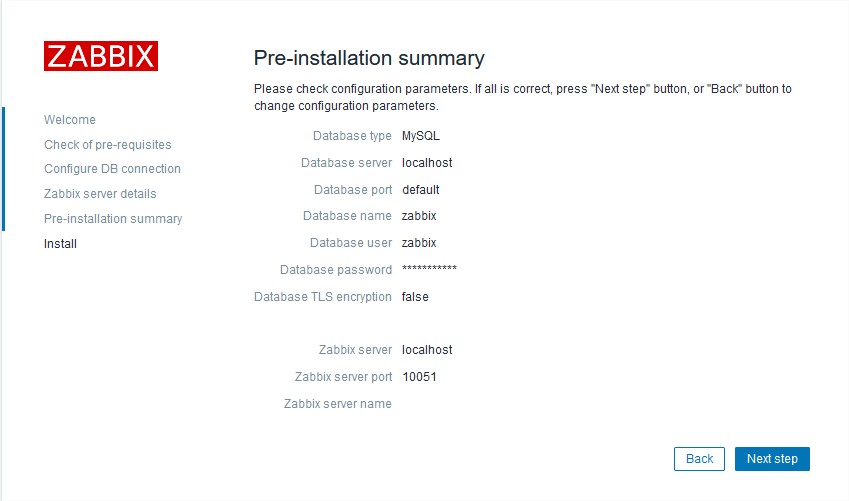 ZABBIX
Welcome
Check of pre-requisites
Configure DB connection
Zabbix server details
Pre-installation summary
Install
Pre-installation summary
Please check configuration parameters. If all is correct, press "Next step" button, or "Back" button to
change configuration parameters.
Database type MySQL
Database server localhost
Database port default
Database name zabbix
Database user zabbix
Database password ***********
Database TLS encryption false
Zabbix server localhost
Zabbix server port 10051
Zabbix server name
Back Next step